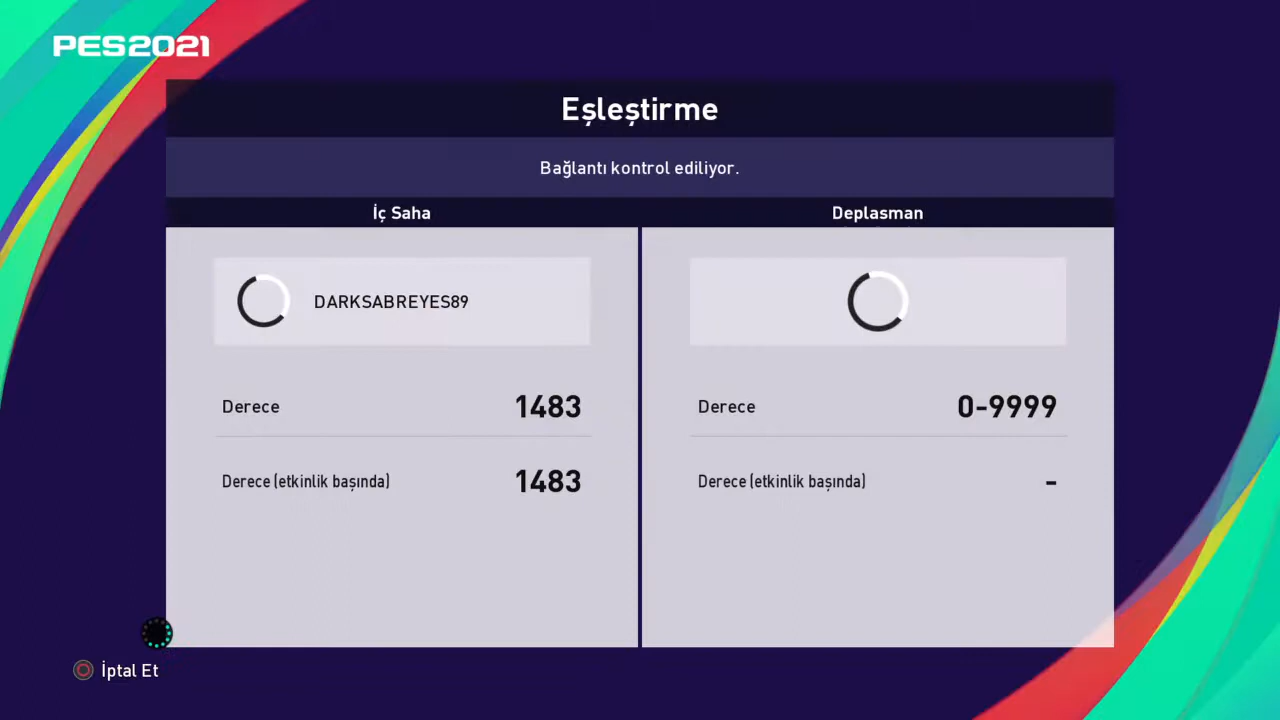 PES2021
Eşleştirme
Bağlantı kontrol ediliyor.
İç Saha
Deplasman
DARKSABREYES89
Derece 1483
Derece 0-9999
Derece (etkinlik başında) 1483
Derece (etkinlik başında) -
İptal Et